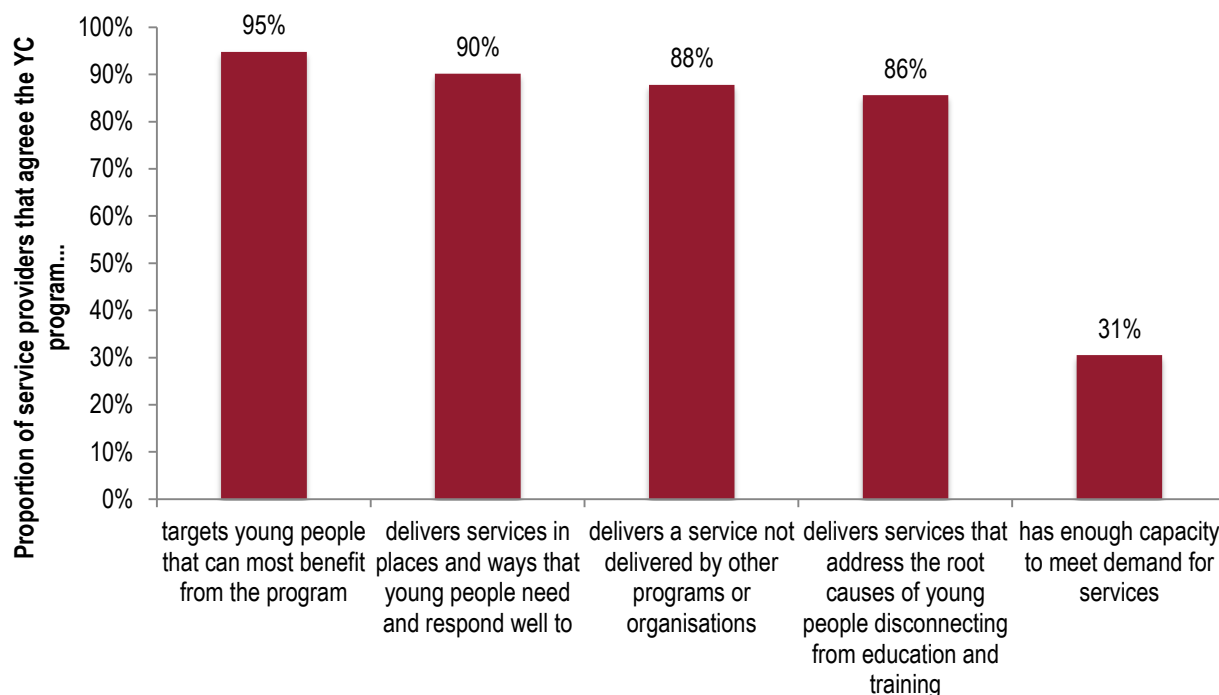 Proportion of service providers that agreee the YC
program...
100%
90%
80%
70%
60%
50%
40%
30%
20%
10%
0%
95%
90%
88%
86%
31%
targets young people
that can most benefit
from the program
delivers services in
places and ways that
young people need
and respond well to
delivers a service not
delivered by other
programs or
organisations
delivers services that
address the root
causes of young
people disconnecting
from education and
training
has enough capacity
to meet demand for
services